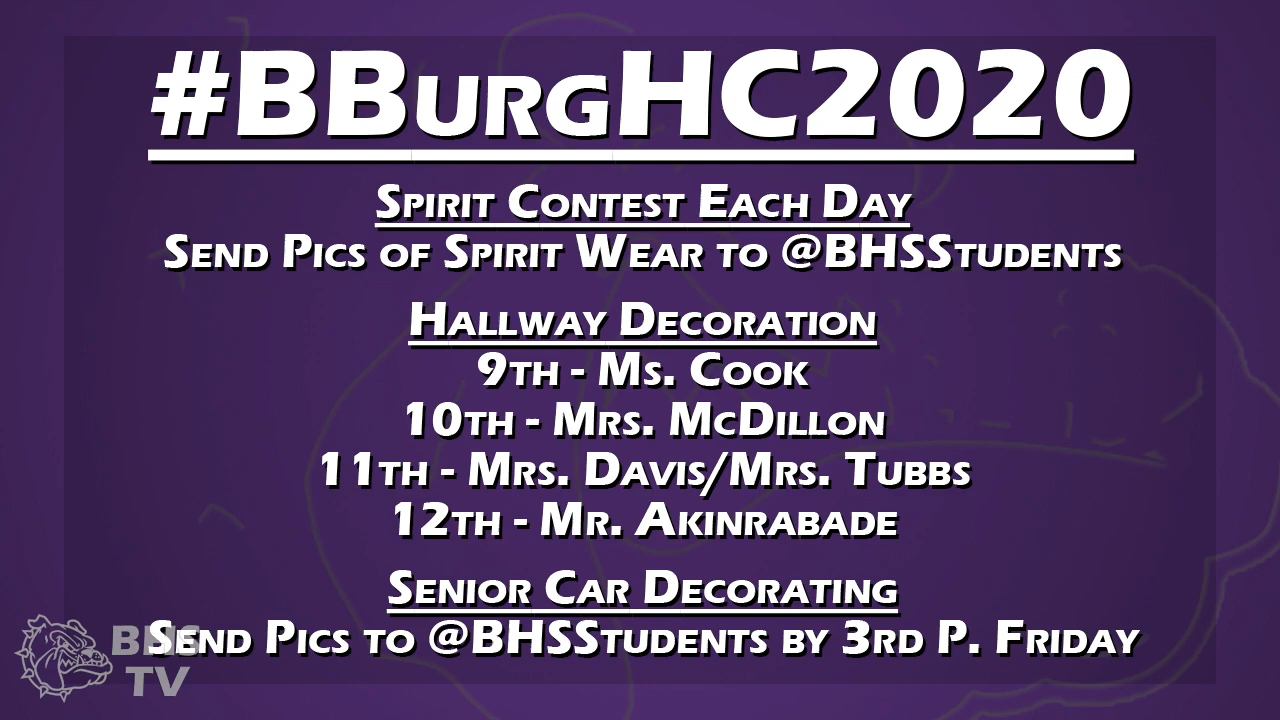 #BBurgHC2020
Spirit Contest Each Day
Send Pics of Spirit Wear to @BHSStudents
Hallway Decoration
9th - Ms. Cook
10th - Mrs. McDillon
11th - Mrs. Davis/Mrs. Tubbs
12th - Mr. Akinrabade
Senior Car Decorating
Send Pics to @BHSStudents by 3rd P. Friday
BHS
TV